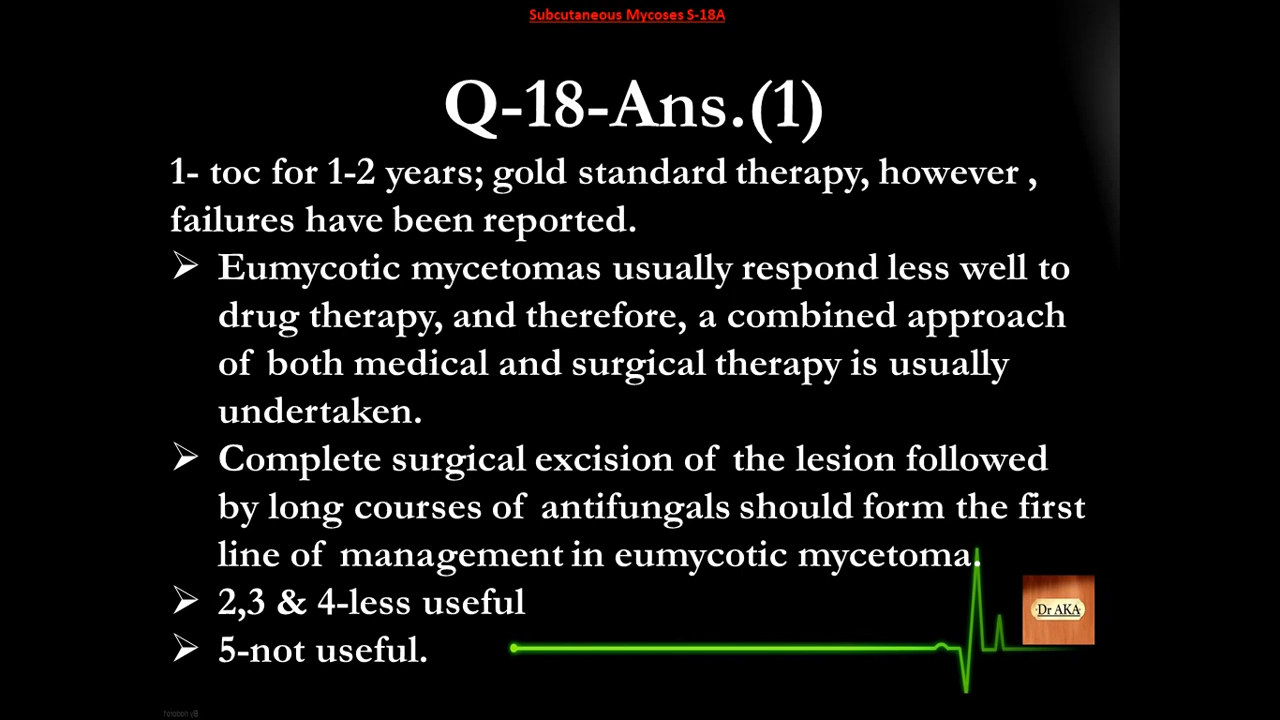 Subcutaneous Mycoses S-18A
Q-18-Ans.(1)
1- toc for 1-2 years; gold standard therapy, however ,
failures have been reported.
➢ Eumycotic mycetomas usually respond less well to
drug therapy, and therefore, a combined approach
of both medical and surgical therapy is usually
undertaken.
➢ Complete surgical excision of the lesion followed
by long courses of antifungals should form the first
line of management in eumycotic mycetoma.
➢ 2,3 & 4-less useful
➢ 5-not useful.
Dr AKA